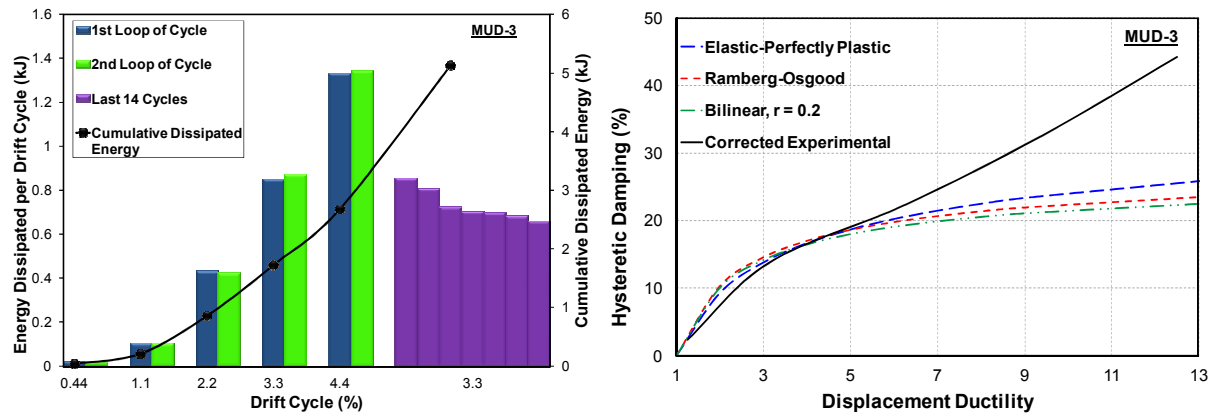 1.6
1.4
1.2
1
0.8
0.6
0.4
0.2
0
Energy Dissipated per Drift Cycle (kJ)
1st Loop of Cycle
2nd Loop of Cycle
Last 14 Cycles
Cumulative Dissipated
Energy
MUD-3
6
5
4
3
2
1
0
Cumulative Dissipated Energy (kJ)
0.44 1.1 2.2 3.3 4.4 3.3
Drift Cycle (%)
50
40
30
20
10
0
Hysteretic Damping (%)
Elastic-Perfectly Plastic
Ramberg-Osgood
Bilinear, r = 0.2
Corrected Experimental
MUD-3
1 3 5 7 9 11 13
Displacement Ductility